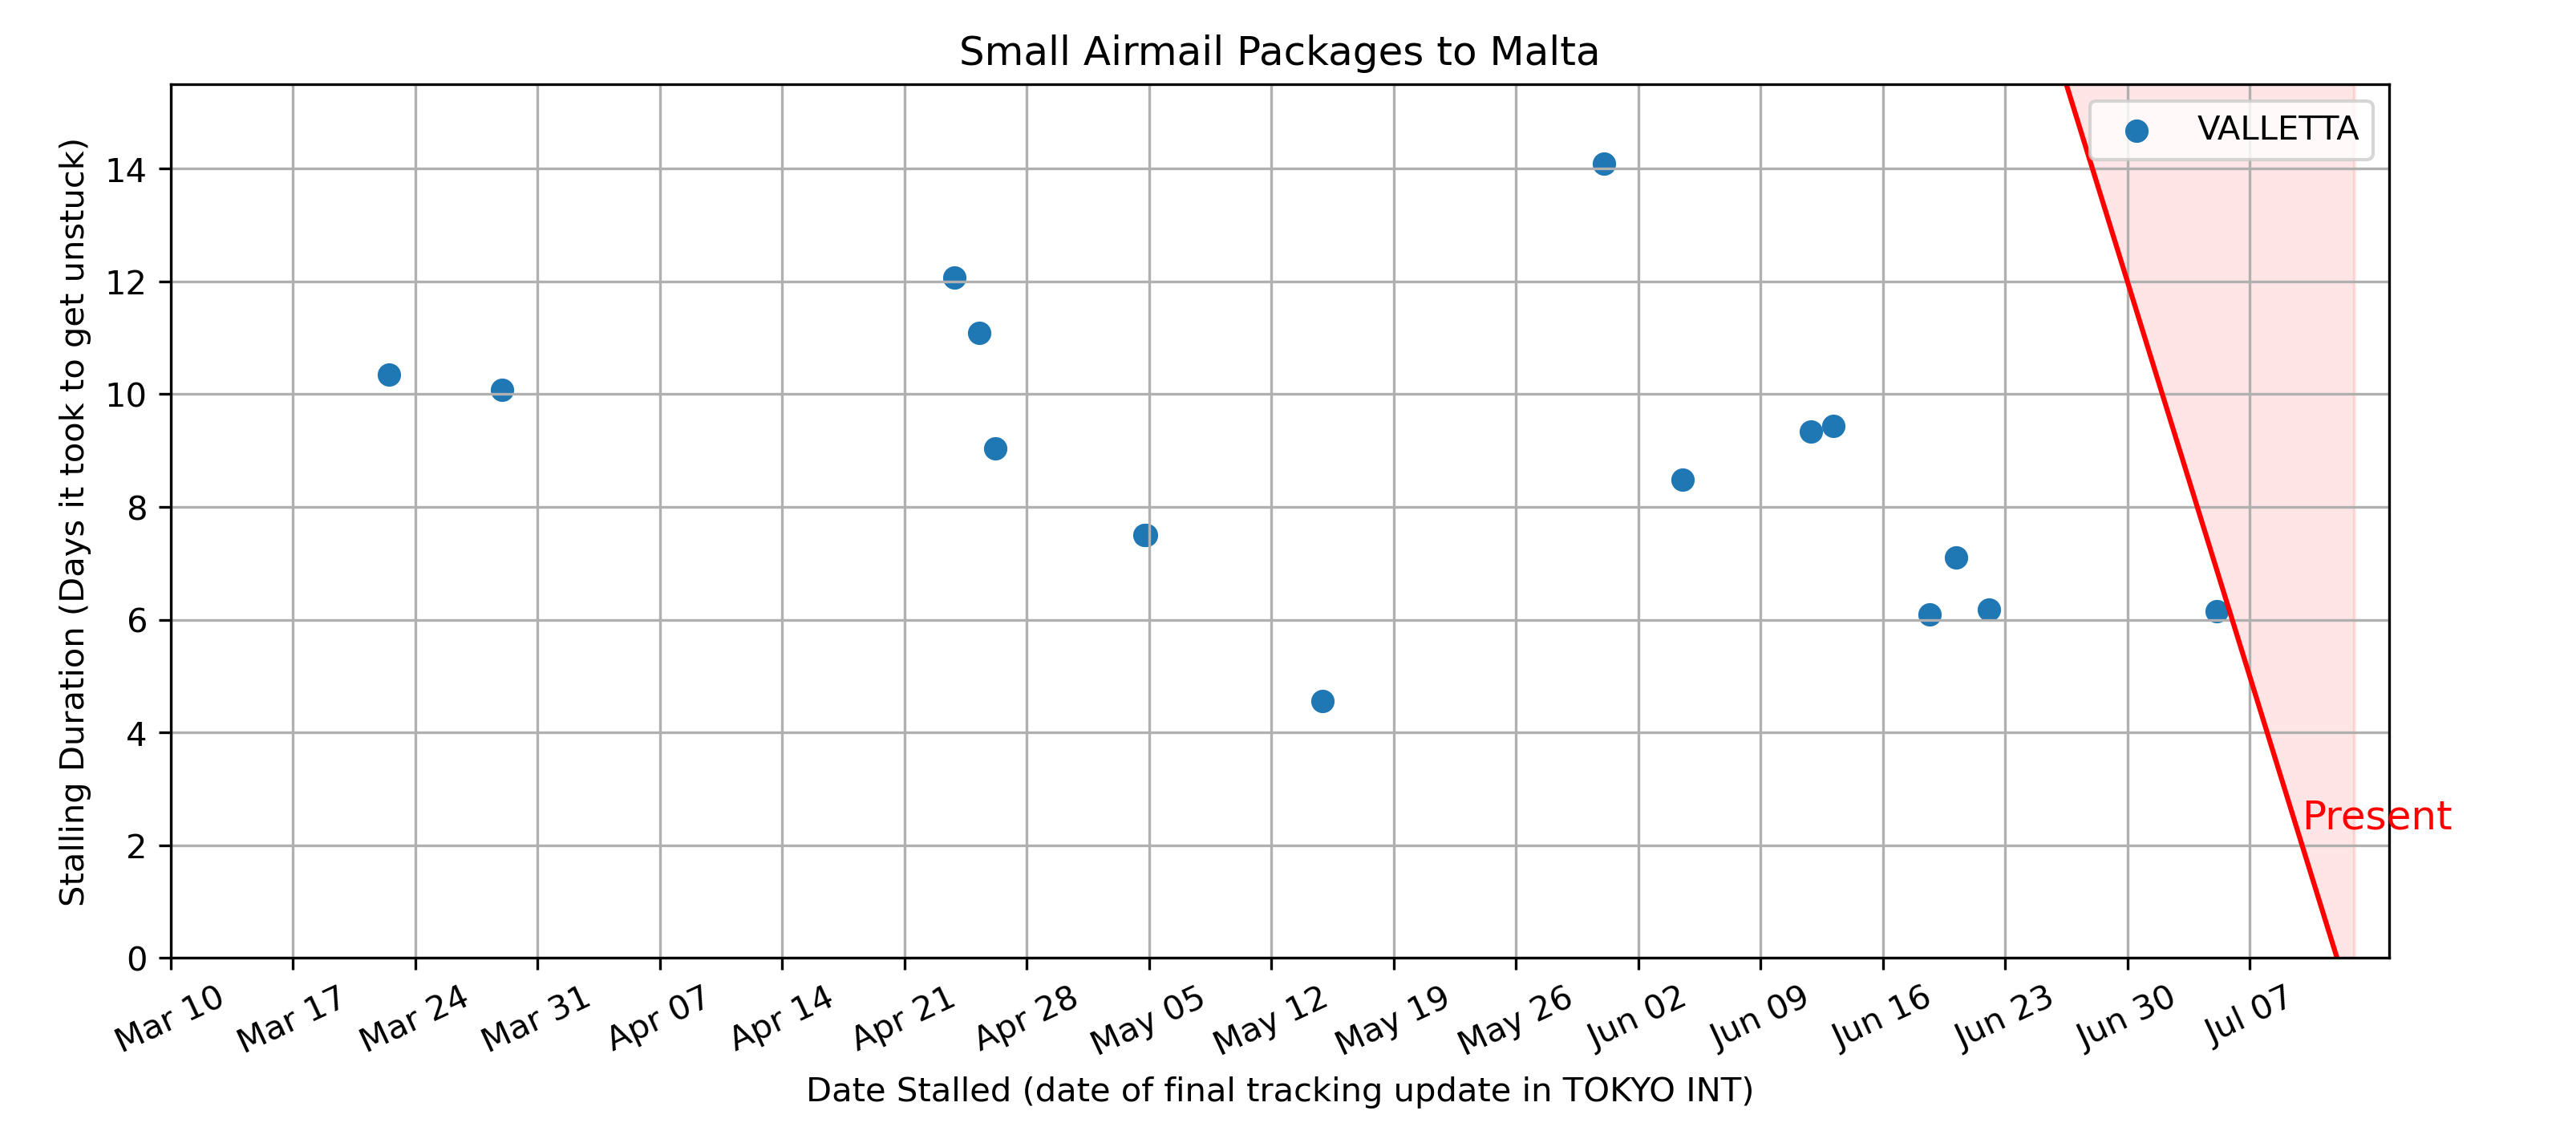 Small Airmail Packages to Malta
VALLETTA
Stalling Duration (Days it took to get unstuck)
14
12
10
8
6
4
2
0
Present
Mar 10 Mar 17 Mar 24 Mar 31 Apr 07 Apr 14 Apr 21 Apr 28 May 05 May 12 May 19 May 26 Jun 02 Jun 09 Jun 16 Jun 23 Jun 30 Jul 07
Date Stalled (date of final tracking update in TOKYO INT)